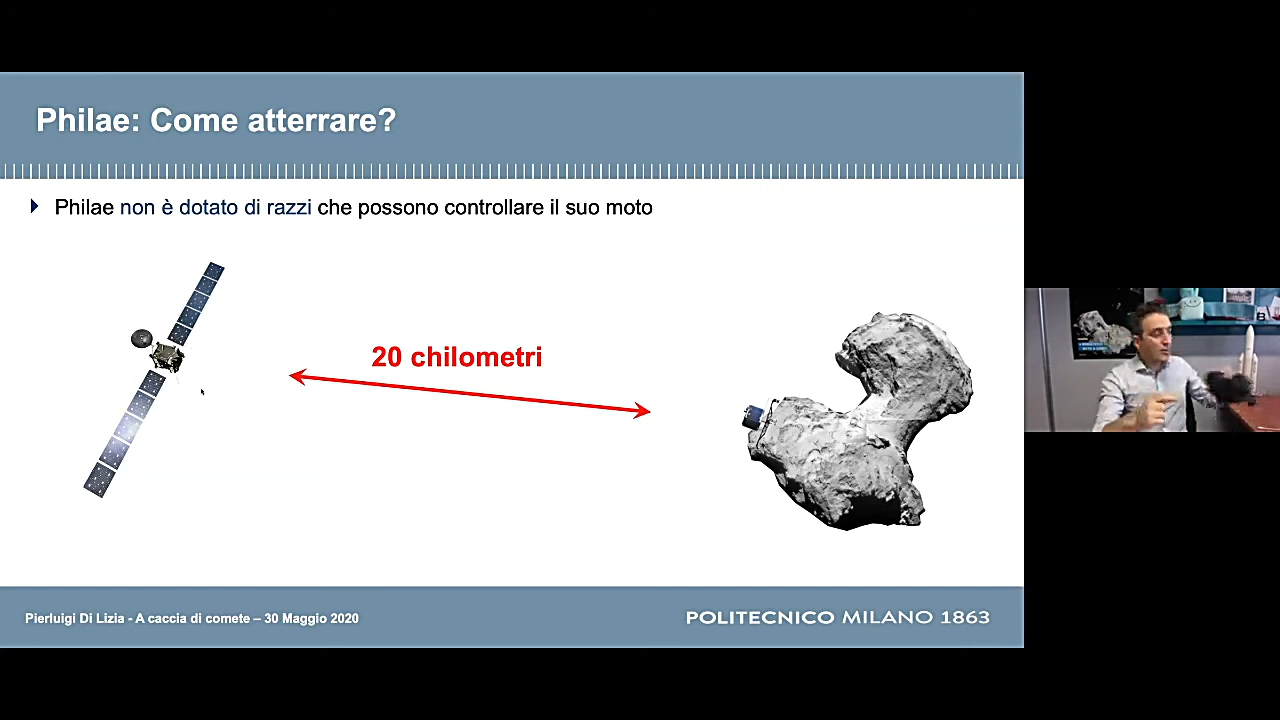 Philae: Come atterrare?
Philae non è dotato di razzi che possono controllare il suo moto
20 chilometri
Pierluigi Di Lizia - A caccia di comete – 30 Maggio 2020
POLITECNICO MILANO 1863